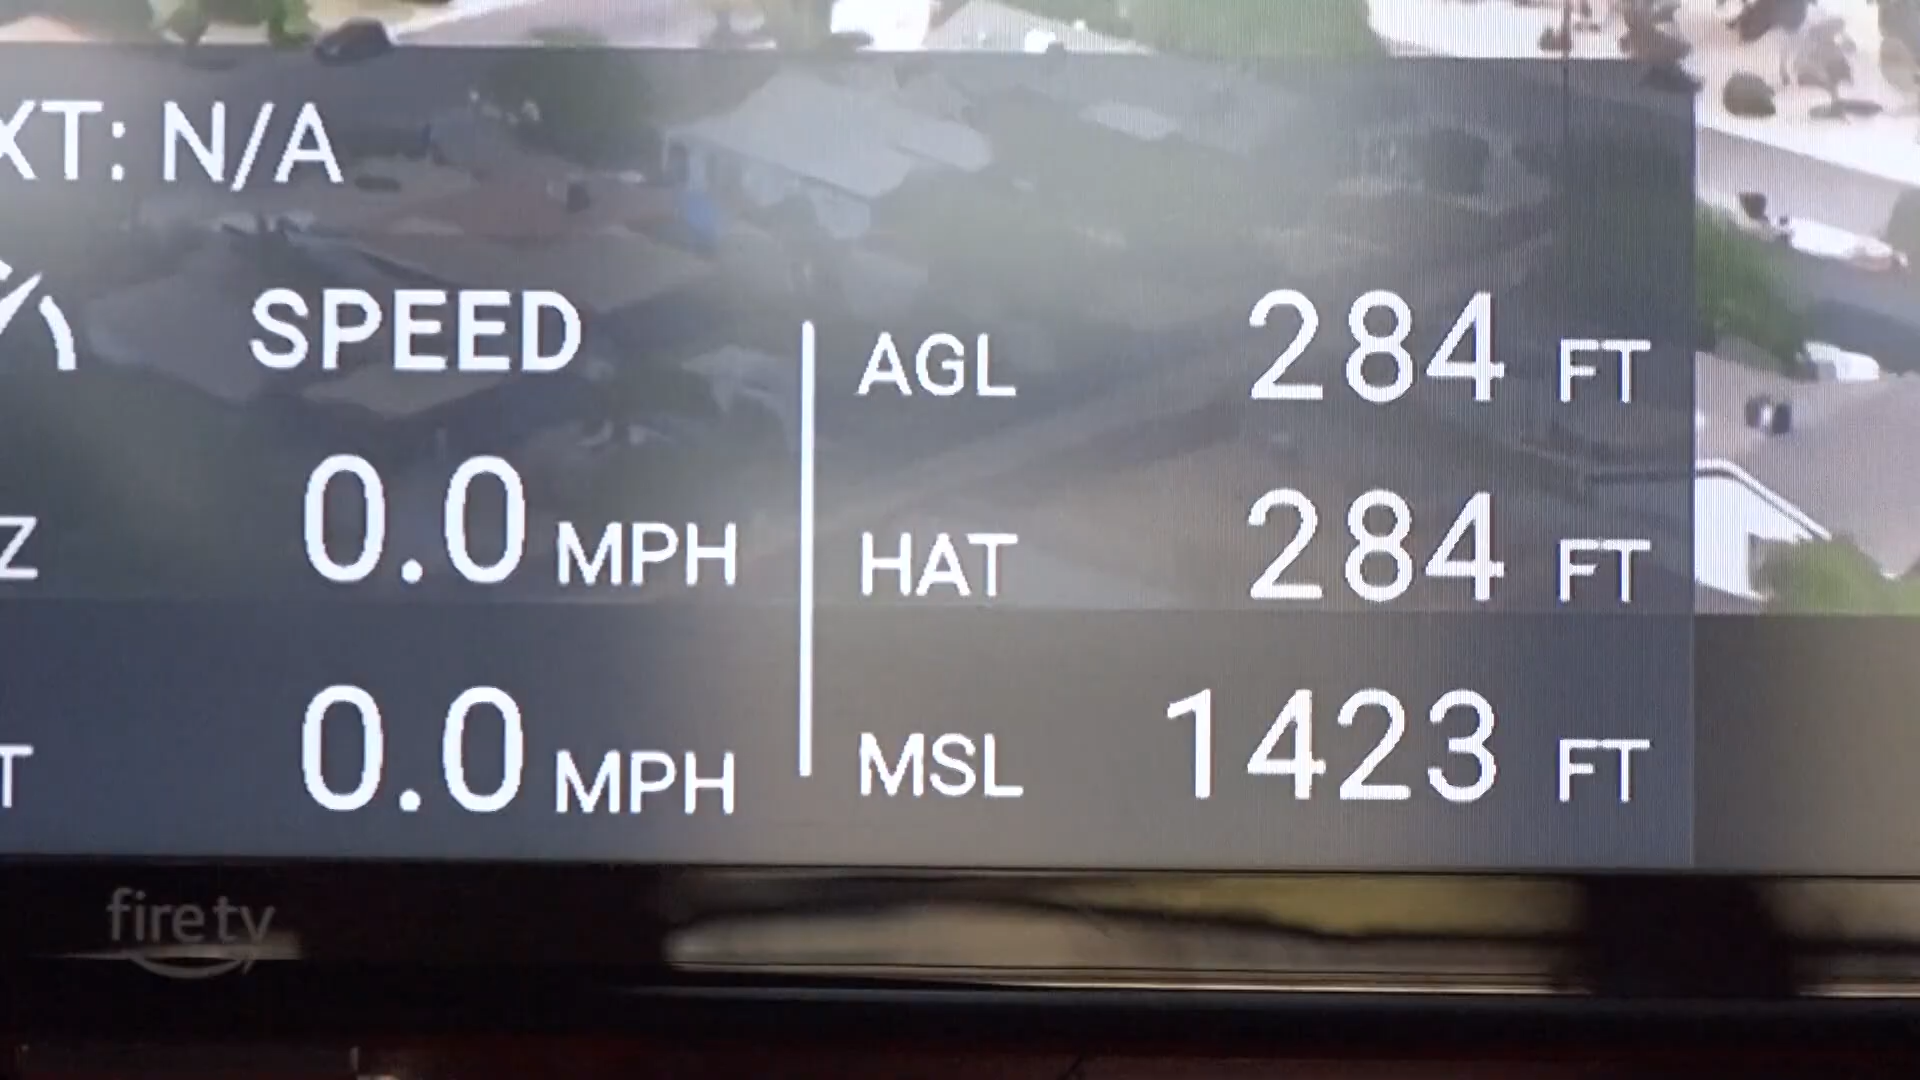 XT: N/A
SPEED
AGL 284 FT
Z 0.0 MPH
HAT 284 FT
T 0.0 MPH
MSL 1423 FT
fire tv